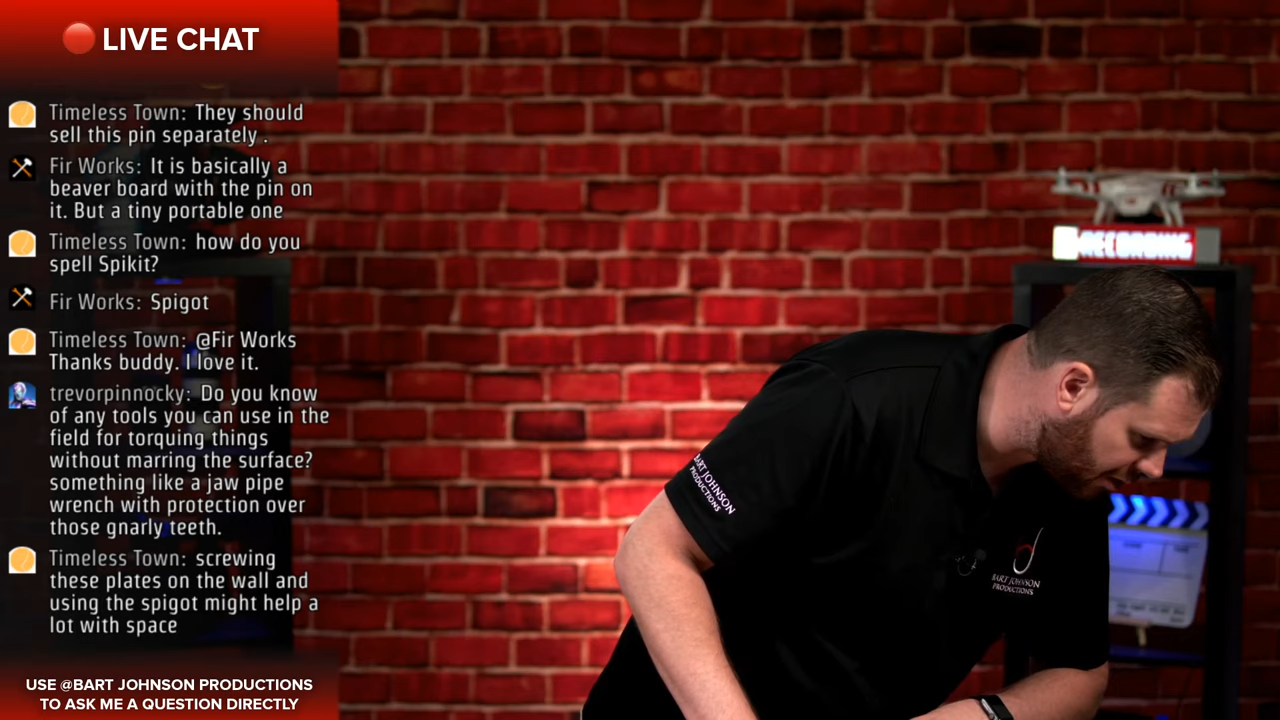 LIVE CHAT
Timeless Town: They should
sell this pin separately .
Fir Works: It is basically a
beaver board with the pin on
it. But a tiny portable one
Timeless Town: how do you
spell Spikit?
Fir Works: Spigot
Timeless Town: @Fir Works
Thanks buddy. I love it.
trevorpinnocky: Do you know
of any tools you can use in the
field for torquing things
without marring the surface?
something like a jaw pipe
wrench with protection over
those gnarly teeth.
Timeless Town: screwing
these plates on the wall and
using the spigot might help a
lot with space
USE @BART JOHNSON PRODUCTIONS
TO ASK ME A QUESTION DIRECTLY
RECORDING
BART JOHNSON
PRODUCTIONS
BART JOHNSON
PRODUCTIONS